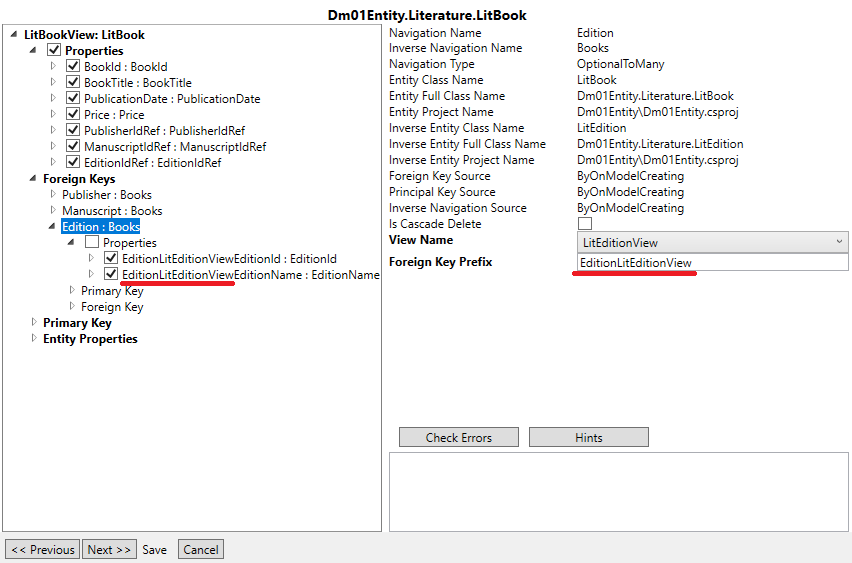 Dm01Entity.Literature.LitBook
LitBookView: LitBook
Properties
BookId : BookId
BookTitle : BookTitle
PublicationDate : PublicationDate
Price : Price
PublisherIdRef : PublisherIdRef
ManuscriptIdRef : ManuscriptIdRef
EditionIdRef : EditionIdRef
Foreign Keys
Publisher : Books
Manuscript : Books
Edition : Books
Properties
EditionLitEditionViewEditionId : EditionId
EditionLitEditionViewEditionName : EditionName
Primary Key
Foreign Key
Primary Key
Entity Properties
Navigation Name Edition
Inverse Navigation Name Books
Navigation Type OptionalToMany
Entity Class Name LitBook
Entity Full Class Name Dm01Entity.Literature.LitBook
Entity Project Name Dm01Entity\Dm01Entity.csproj
Inverse Entity Class Name LitEdition
Inverse Entity Full Class Name Dm01Entity.Literature.LitEdition
Inverse Entity Project Name Dm01Entity\Dm01Entity.csproj
Foreign Key Source ByOnModelCreating
Principal Key Source ByOnModelCreating
Inverse Navigation Source ByOnModelCreating
Is Cascade Delete
View Name LitEditionView
Foreign Key Prefix EditionLitEditionView
Check Errors Hints
<< Previous Next >> Save Cancel